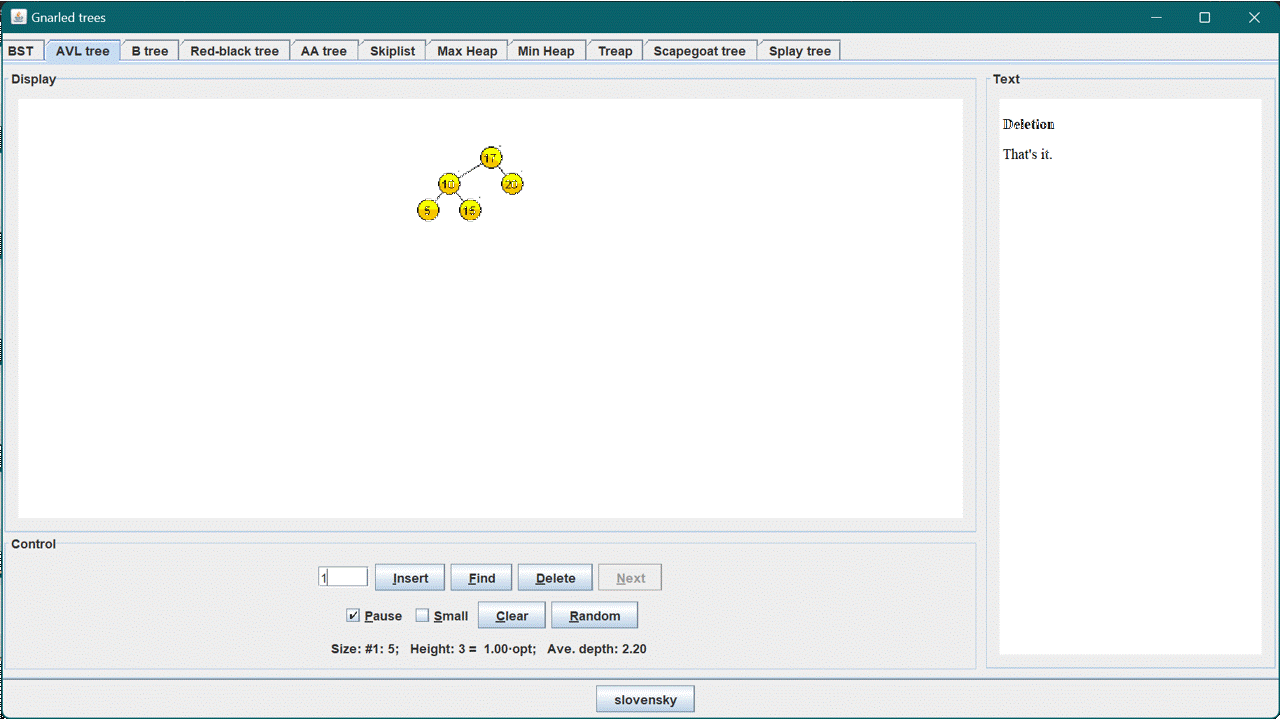 Gnarled trees
BST AVL tree B tree Red-black tree AA tree Skiplist Max Heap Min Heap Treap Scapegoat tree Splay tree
Display
Text
Deletion
That's it.
17
10 20
5 15
Control
1 Insert Find Delete Next
Pause Small Clear Random
Size: #1: 5; Height: 3 = 1.00·opt; Ave. depth: 2.20
slovensky